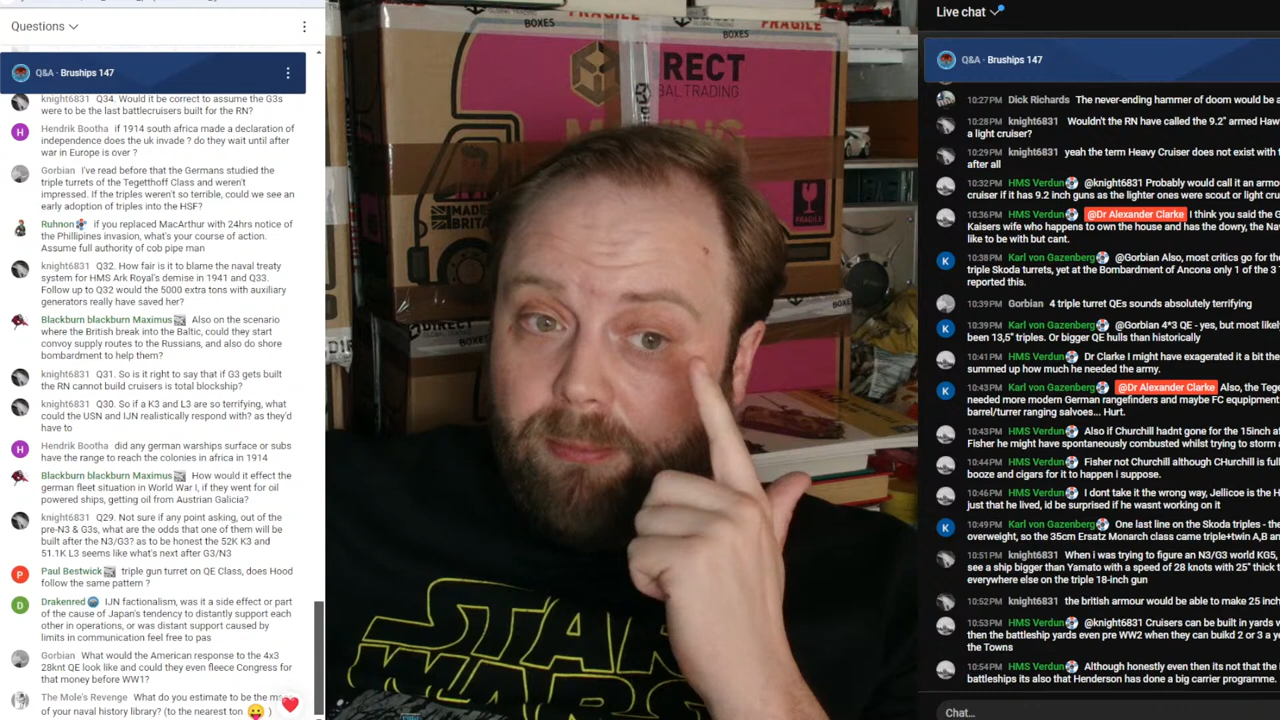 Questions
Q&A · Bruships 147
knight6831 Q34. Would it be correct to assume the G3s
were to be the last battlecruisers built for the RN?
Hendrik Bootha if 1914 south africa made a declaration of
independence does the uk invade ? do they wait until after
war in Europe is over ?
Gorbian I've read before that the Germans studied the
triple turrets of the Tegetthoff Class and weren't
impressed. If the triples weren't so terrible, could we see an
early adoption of triples into the HSF?
Ruhnon if you replaced MacArthur with 24hrs notice of
the Phillipines invasion, what's your course of action.
Assume full authority of cob pipe man
knight6831 Q32. How fair is it to blame the naval treaty
system for HMS Ark Royal's demise in 1941 and Q33.
Follow up to Q32 would the 5000 extra tons with auxiliary
generators really have saved her?
Blackburn blackburn Maximus Also on the scenario
where the British break into the Baltic, could they start
convoy supply routes to the Russians, and also do shore
bombardment to help them?
knight6831 Q31. So is it right to say that if G3 gets built
the RN cannot build cruisers is total blockship?
knight6831 Q30. So if a K3 and L3 are so terrifying, what
could the USN and IJN realistically respond with? as they'd
have to
Hendrik Bootha did any german warships surface or subs
have the range to reach the colonies in africa in 1914
Blackburn blackburn Maximus How would it effect the
german fleet situation in World War I, if they went for oil
powered ships, getting oil from Austrian Galicia?
knight6831 Q29. Not sure if any point asking, out of the
pre-N3 & G3s, what are the odds that one of them will be
built after the N3/G3? as to be honest the 52K K3 and
51.1K L3 seems like what's next after G3/N3
P Paul Bestwick triple gun turret on QE Class, does Hood
follow the same pattern ?
D Drakenred IJN factionalism, was it a side effect or part
of the cause of Japan's tendency to distantly support each
other in operations, or was distant support caused by
limits in communication feel free to pas
Gorbian What would the American response to the 4x3
28knt QE look like and could they even fleece Congress for
that money before WW1?
The Mole's Revenge What do you estimate to be the
of your naval history library? (to the nearest ton
BOXES
FRAGILE
DIRECT
GLOBAL TRADING
BOXES
FRAGILE
RECT
BAL TRADING
MADE
BRITAIN
FRAGILE
STAR
WARS
Live chat
Q&A · Bruships 147
10:27PM Dick Richards The never-ending hammer of doom would be a
10:28PM knight6831 Wouldn't the RN have called the 9.2" armed Haw
a light cruiser?
10:29PM knight6831 yeah the term Heavy Cruiser does not exist
after all
10:32PM HMS Verdun @knight6831 Probably would call it an armo
cruiser if it has 9.2 inch guns as the lighter ones were scout or light cru
10:36PM HMS Verdun @Dr Alexander Clarke I think you said the G
Kaisers wife who happens to own the house and has the dowry, the Nav
like to be with but cant.
10:38PM Karl von Gazenberg @Gorbian Also, most critics go for the
triple Skoda turrets, yet at the Bombardment of Ancona only 1 of the 3
reported this.
10:39PM Gorbian 4 triple turret QEs sounds absolutely terrifying
10:39PM Karl von Gazenberg @Gorbian 4*3 QE - yes, but most likel
been 13,5" triples. Or bigger QE hulls than historically
10:41PM HMS Verdun Dr Clarke I might have exagerated it a bit the
summed up how much he needed the army.
10:43PM Karl von Gazenberg @Dr Alexander Clarke Also, the Tege
needed more modern German rangefinders and maybe FC equpipment.
barrel/turrer ranging salvoes... Hurt.
10:43PM HMS Verdun Also if Churchill hadnt gone for the 15inch af
Fisher he might have spontaneously combusted whilst trying to storm
10:44PM HMS Verdun Fisher not Churchill although CHurchill is full
booze and cigars for it to happen i suppose.
10:46PM HMS Verdun I dont take it the wrong way, Jellicoe is the H
just that he lived, id be surprised if he wasnt working on it
10:49PM Karl von Gazenberg One last line on the Skoda triples - the
overweight, so the 35cm Ersatz Monarch class came triple+twin A,B an
10:51PM knight6831 When i was trying to figure an N3/G3 world KG5,
see a ship bigger than Yamato with a speed of 28 knots with 25" thick t
everywhere else on the triple 18-inch gun
10:52PM knight6831 the british armour would be able to make 25 inch
10:53PM HMS Verdun @knight6831 Cruisers can be built in yards w
then the battleship yards even pre WW2 when they can buikd 2 or 3 a y
the Towns
10:54PM HMS Verdun Although honestly even then its not that the
battleships its also that Henderson has done a big carrier programme.
Chat...